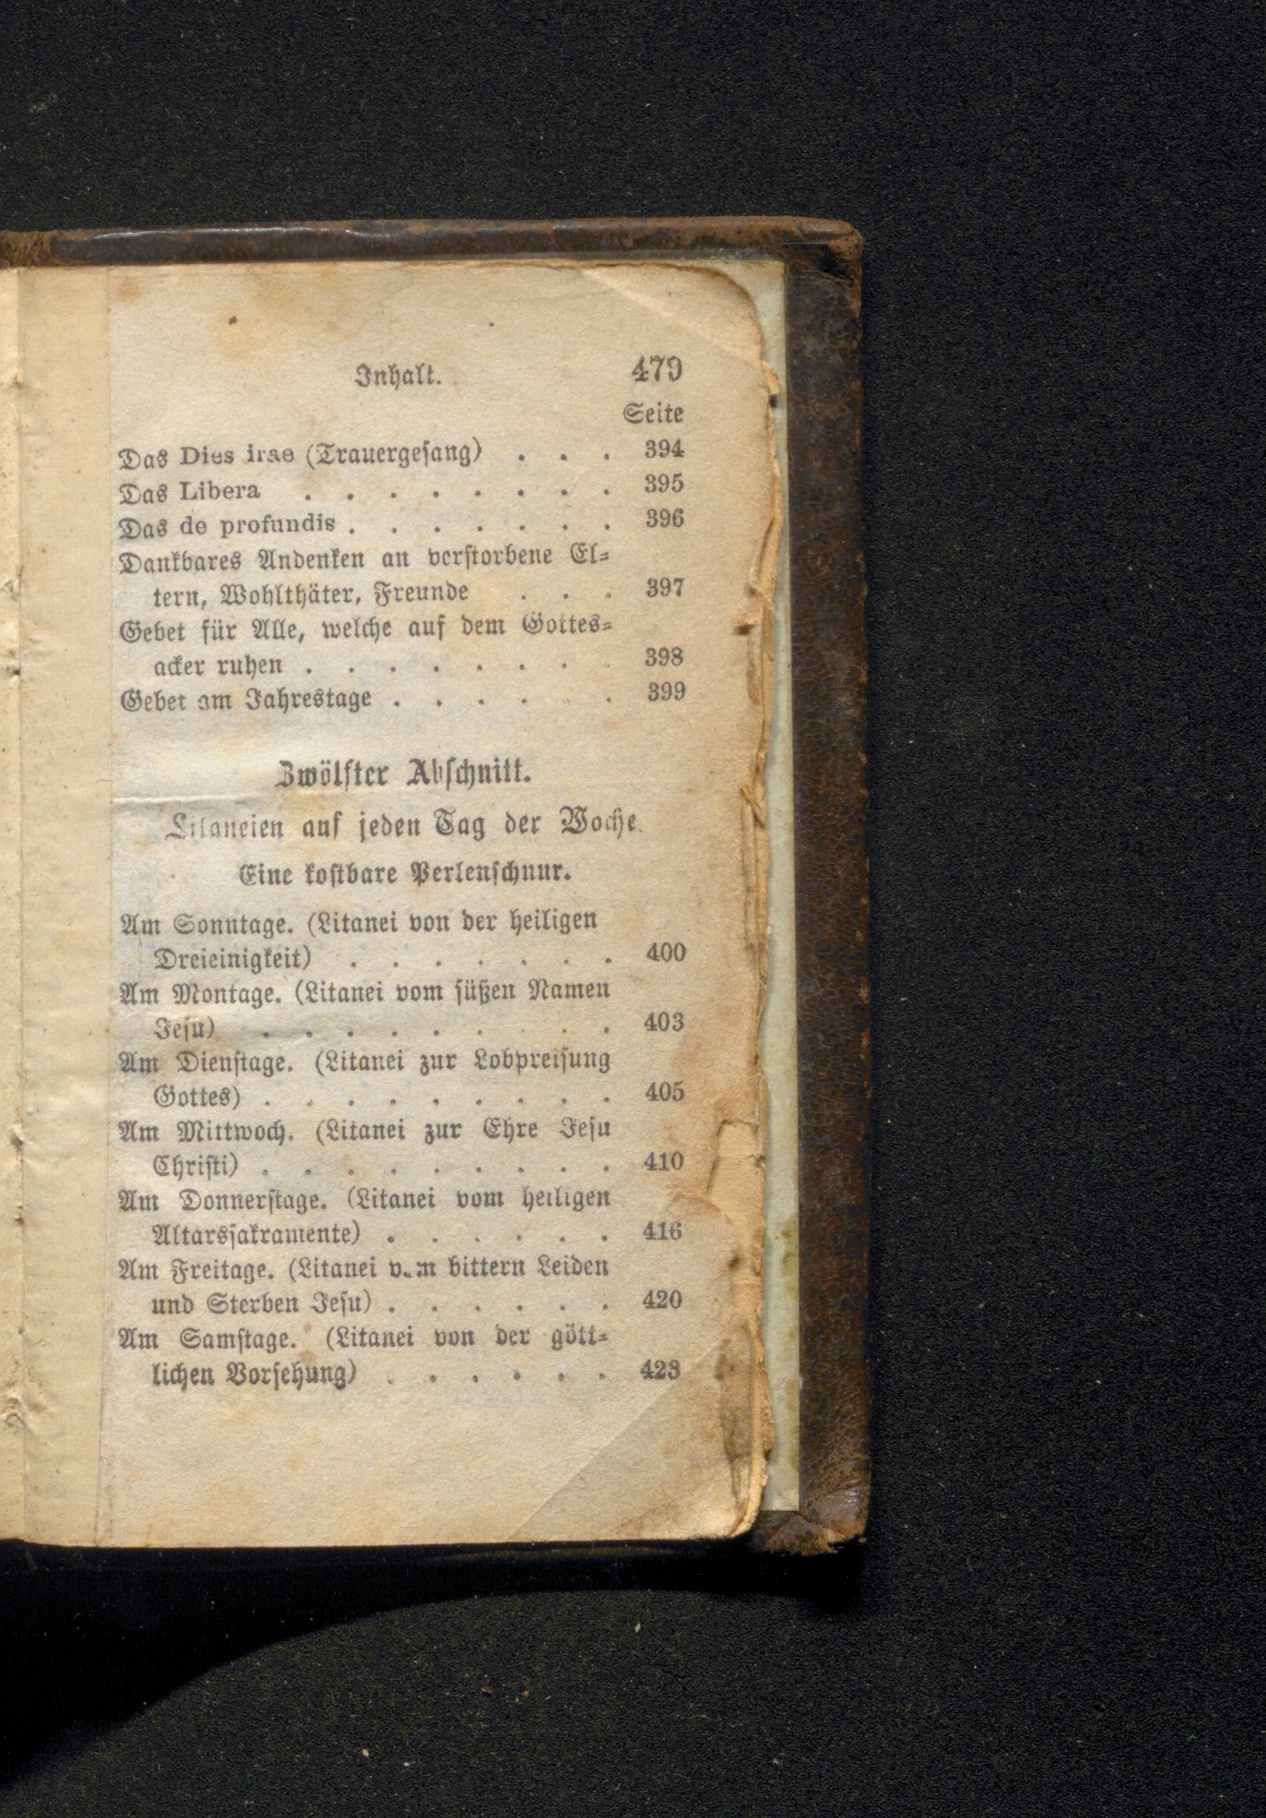 Inhalt. 479
Seite
Das Dies irae (Trauergesang) . . . 394
Das Libera . . . . . . . . 395
Das de profundis . . . . . . . 396
Dankbares Andenken an verstorbene El-
tern, Wohlthäter, Freunde . . . 397
Gebet für Alle, welche auf dem Gottes-
acker ruhen . . . . . . . 398
Gebet am Jahrestage . . . . . 399
Zwölfter Abschnitt.
Litaneien auf jeden Tag der Woche.
Eine kostbare Perlenschnur.
Am Sonntage. (Litanei von der heiligen
Dreieinigkeit) . . . . . . . 400
Am Montage. (Litanei vom süßen Namen
Jesu) . . . . . . . . . 403
Am Dienstage. (Litanei zur Lobpreisung
Gottes) . . . . . . . . . 405
Am Mittwoch. (Litanei zur Ehre Jesu
Christi) . . . . . . . . . 410
Am Donnerstage. (Litanei vom heiligen
Altarssakramente) . . . . . . 416
Am Freitage. (Litanei vom bittern Leiden
und Sterben Jesu) . . . . . . 420
Am Samstage. (Litanei von der gött-
lichen Vorsehung) . . . . . . 423